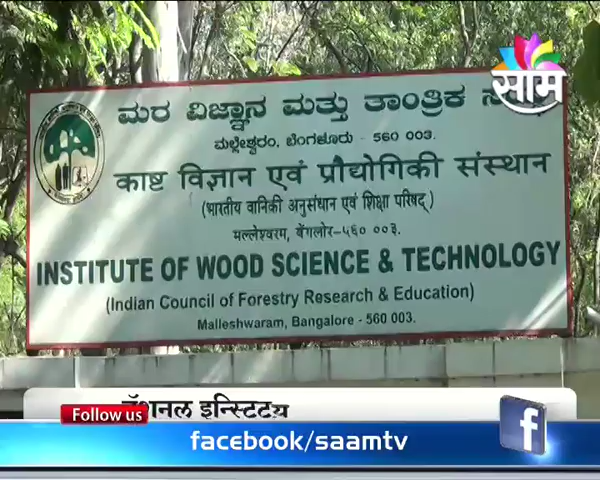 साम
ಮರ ವಿಜ್ಞಾನ ಮತ್ತು ತಾಂತ್ರಿಕ
ಮಲ್ಲೇಶ್ವರಂ, ಬೆಂಗಳೂರು - 560 003.
काष्ठ विज्ञान एवं प्रौद्योगिकी संस्थान
(भारतीय वानिकी अनुसंधान एवं शिक्षा परिषद्)
मल्लेश्वरम, बेंगलोर-५६० ००३.
INSTITUTE OF WOOD SCIENCE & TECHNOLOGY
(Indian Council of Forestry Research & Education)
Malleshwaram, Bangalore - 560 003.
Follow us
facebook/saamtv
f